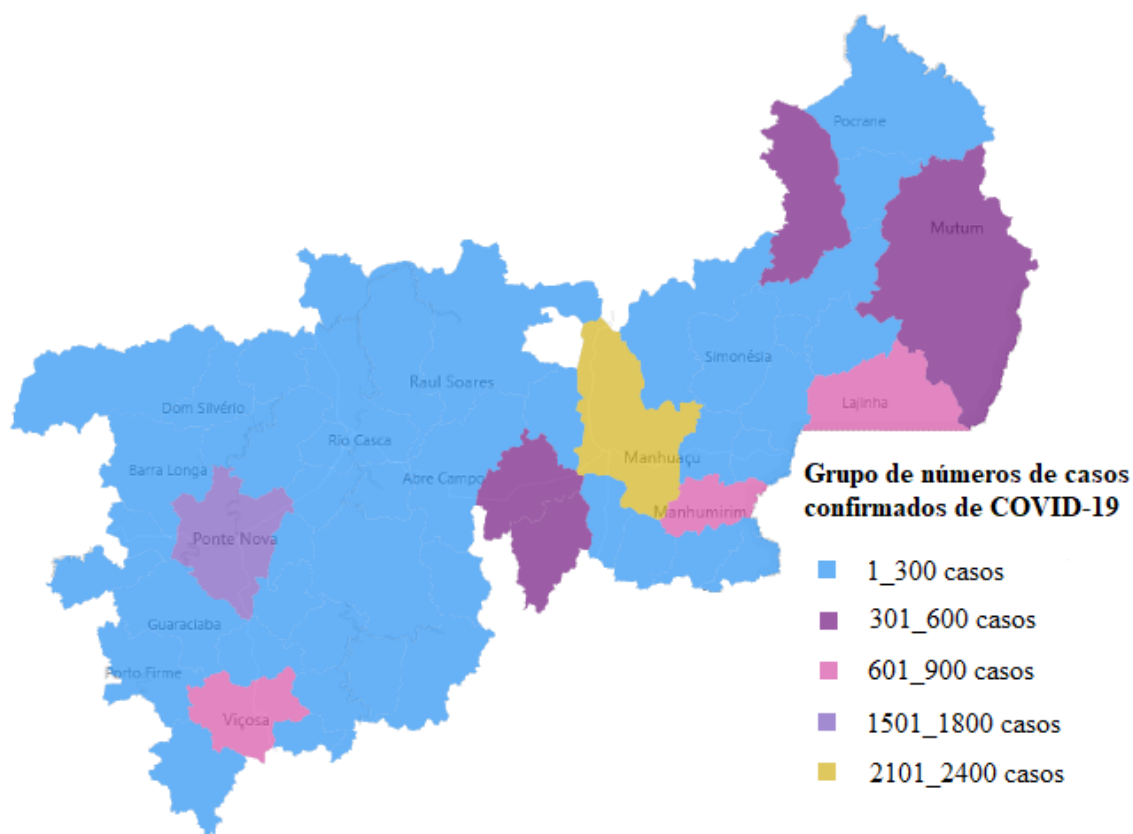 Pocrane
Mutum
Simonésia
Raul Soares
Lajinha
Dom Silvério
Rio Casca
Manhuaçu
Barra Longa
Abre Campo
Grupo de números de casos
confirmados de COVID-19
Manhumirim
Ponte Nova
1_300 casos
301_600 casos
Guaraciaba
601_900 casos
Porto Firme
Viçosa
1501_1800 casos
2101_2400 casos